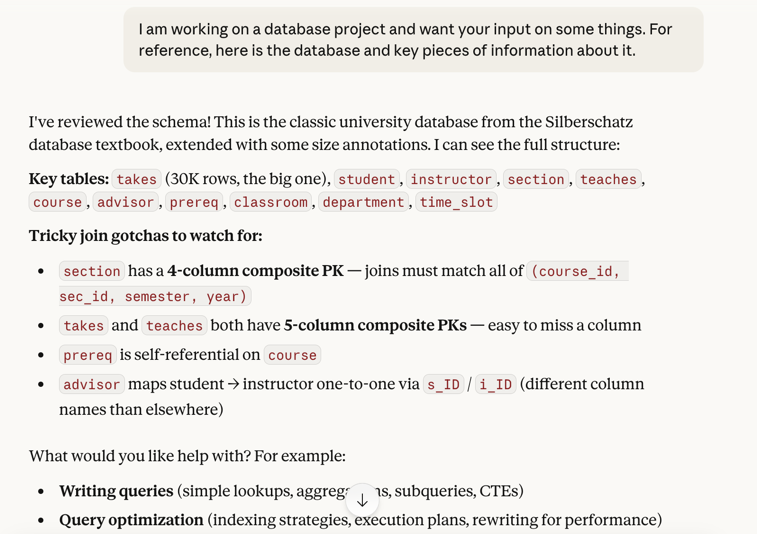 I am working on a database project and want your input on some things. For
reference, here is the database and key pieces of information about it.
I've reviewed the schema! This is the classic university database from the Silberschatz
database textbook, extended with some size annotations. I can see the full structure:
Key tables: takes (30K rows, the big one), student, instructor, section, teaches,
course, advisor, prereq, classroom, department, time_slot
Tricky join gotchas to watch for:
• section has a 4-column composite PK — joins must match all of (course_id,
sec_id, semester, year)
• takes and teaches both have 5-column composite PKs — easy to miss a column
• prereq is self-referential on course
• advisor maps student → instructor one-to-one via s_ID / i_ID (different column
names than elsewhere)
What would you like help with? For example:
• Writing queries (simple lookups, aggregations, subqueries, CTEs)
• Query optimization (indexing strategies, execution plans, rewriting for performance)